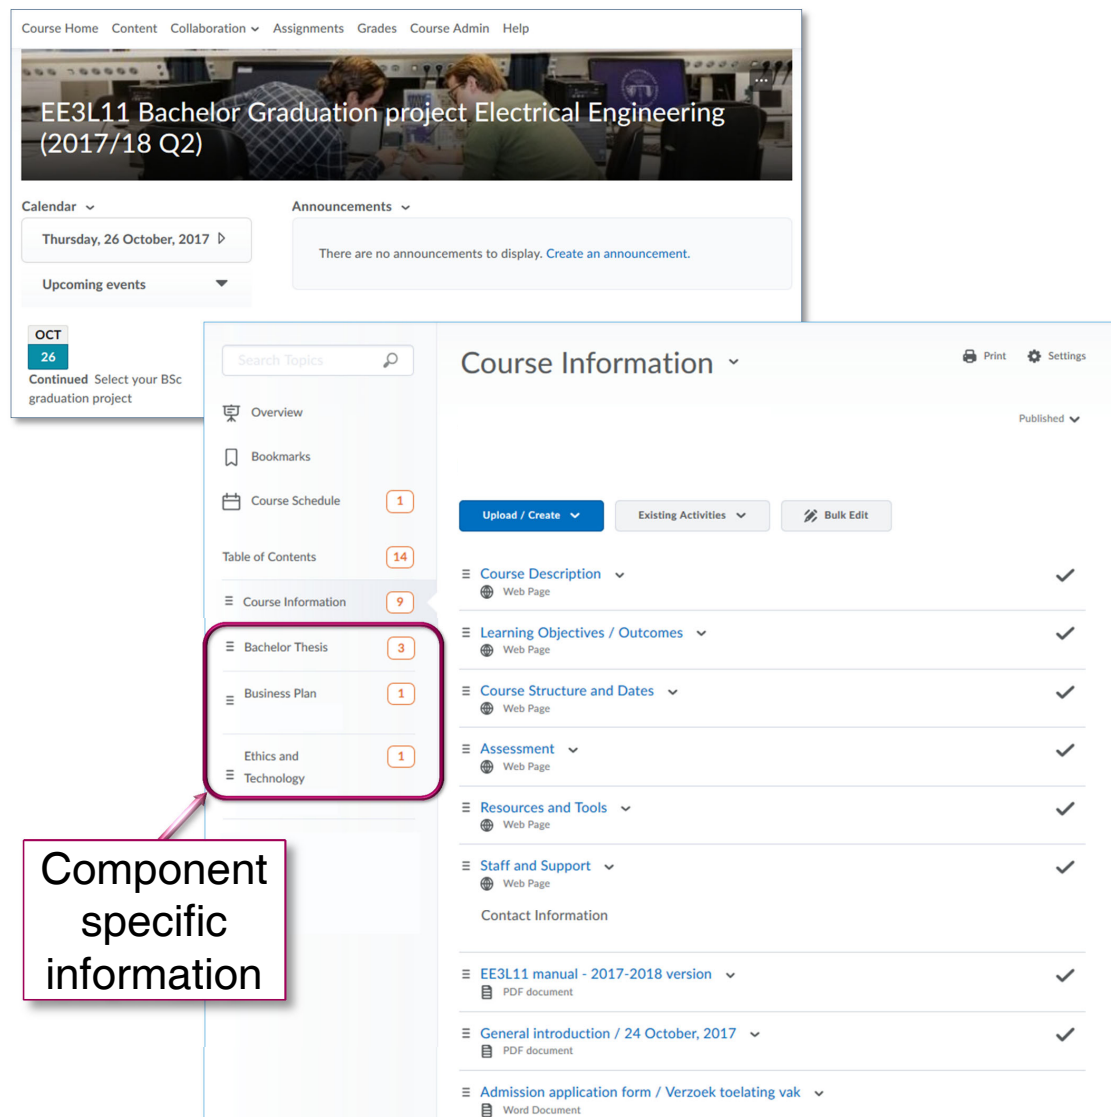 Course Home Content Collaboration Assignments Grades Course Admin Help
EE3L11 Bachelor Graduation project Electrical Engineering
(2017/18 Q2)
Calendar
Announcements
Thursday, 26 October, 2017
There are no announcements to display. Create an announcement.
Upcoming events
OCT
26
Continued Select your BSc
graduation project
Search Topics
Overview
Bookmarks
Course Schedule 1
Table of Contents 14
Course Information 9
Bachelor Thesis 3
Business Plan 1
Ethics and 1
Technology
Component
specific
information
Course Information
Print Settings
Published
Upload / Create Existing Activities Bulk Edit
Course Description
Web Page
Learning Objectives / Outcomes
Web Page
Course Structure and Dates
Web Page
Assessment
Web Page
Resources and Tools
Web Page
Staff and Support
Web Page
Contact Information
EE3L11 manual - 2017-2018 version
PDF document
General introduction / 24 October, 2017
PDF document
Admission application form / Verzoek toelating vak
Word Document